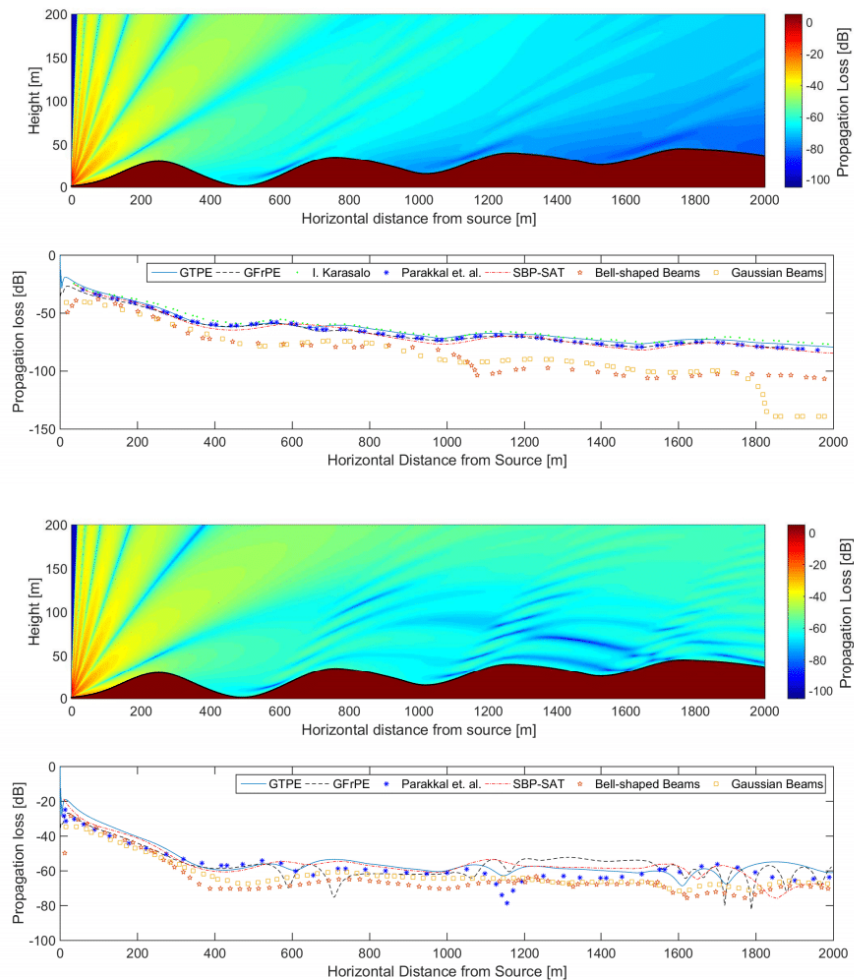 200
150
100
50
0
Height [m]
0 200 400 600 800 1000 1200 1400 1600 1800 2000
Horizontal distance from source [m]
0
-20
-40
-60
-80
-100
Propagation Loss [dB]
0
-50
-100
-150
Propagation loss [dB]
GTPE GFrPE I. Karasalo Parakkal et. al. SBP-SAT Bell-shaped Beams Gaussian Beams
0 200 400 600 800 1000 1200 1400 1600 1800 2000
Horizontal Distance from Source [m]
200
150
100
50
0
Height [m]
0 200 400 600 800 1000 1200 1400 1600 1800 2000
Horizontal distance from source [m]
0
-20
-40
-60
-80
-100
Propagation Loss [dB]
0
-20
-40
-60
-80
-100
Propagation loss [dB]
GTPE GFrPE Parakkal et. al. SBP-SAT Bell-shaped Beams Gaussian Beams
0 200 400 600 800 1000 1200 1400 1600 1800 2000
Horizontal Distance from Source [m]